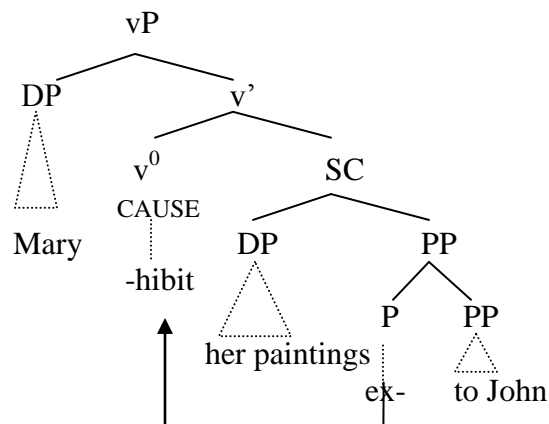 vP
DP v’
v⁰ SC
CAUSE
Mary DP PP
-hibit
P PP
her paintings
ex- to John